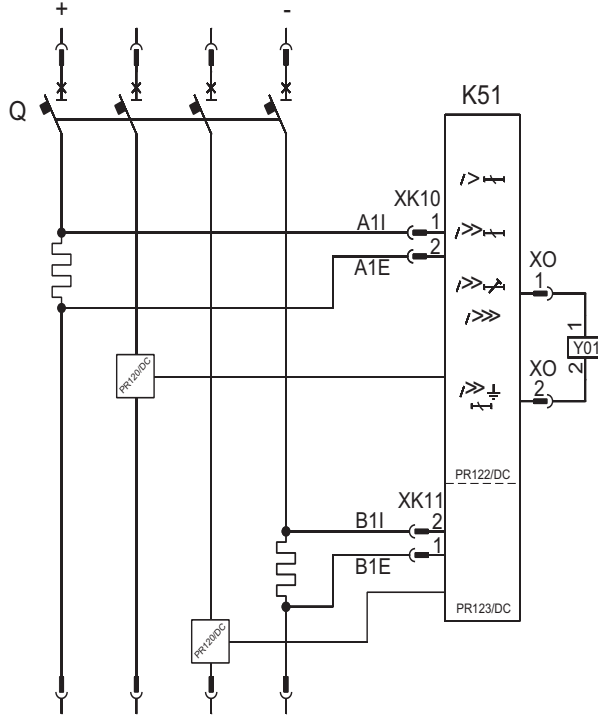 + -
Q
K51
I>
XK10
A1I 1
I>>
2
A1E
I>>
XO
1
I>>>
1
Y01
2
PR120/DC
I>>
XO
2
PR122/DC
XK11
B1I 2
1
B1E
PR123/DC
PR120/DC